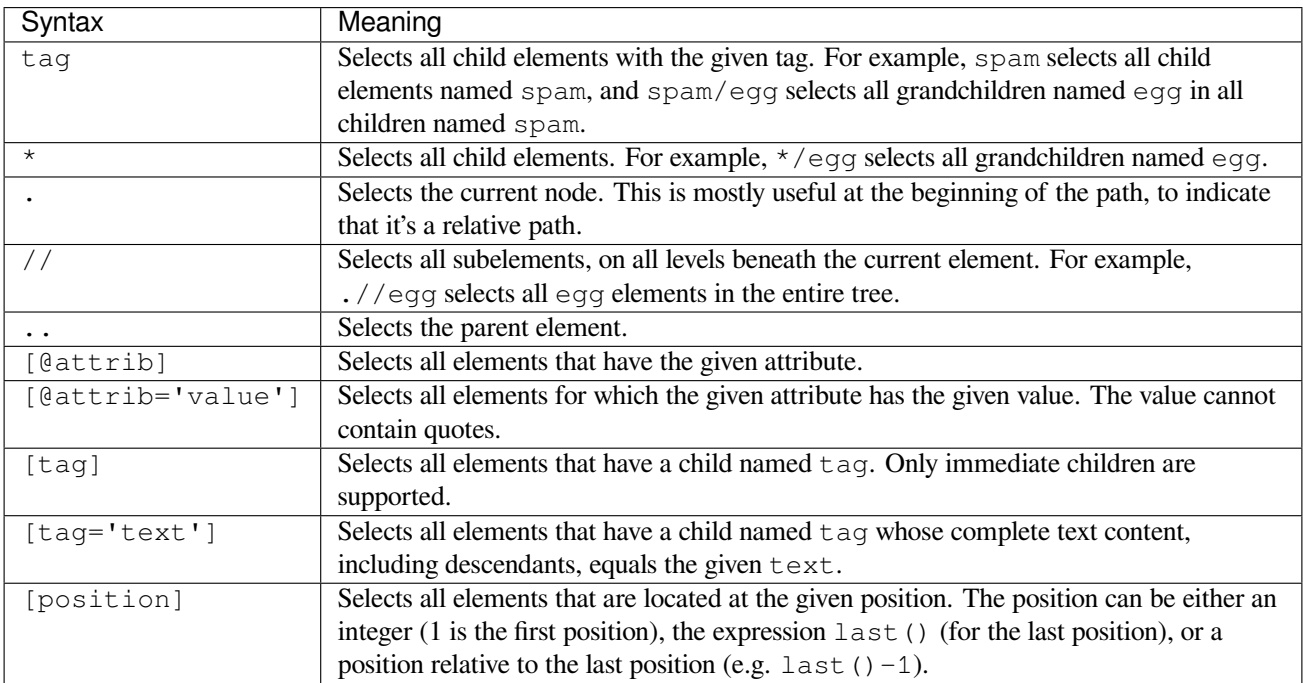 Syntax Meaning
tag Selects all child elements with the given tag. For example, spam selects all child
elements named spam, and spam/egg selects all grandchildren named egg in all
children named spam.
* Selects all child elements. For example, */egg selects all grandchildren named egg.
. Selects the current node. This is mostly useful at the beginning of the path, to indicate
that it’s a relative path.
// Selects all subelements, on all levels beneath the current element. For example,
.//egg selects all egg elements in the entire tree.
.. Selects the parent element.
[@attrib] Selects all elements that have the given attribute.
[@attrib='value'] Selects all elements for which the given attribute has the given value. The value cannot
contain quotes.
[tag] Selects all elements that have a child named tag. Only immediate children are
supported.
[tag='text'] Selects all elements that have a child named tag whose complete text content,
including descendants, equals the given text.
[position] Selects all elements that are located at the given position. The position can be either an
integer (1 is the first position), the expression last() (for the last position), or a
position relative to the last position (e.g. last()-1).